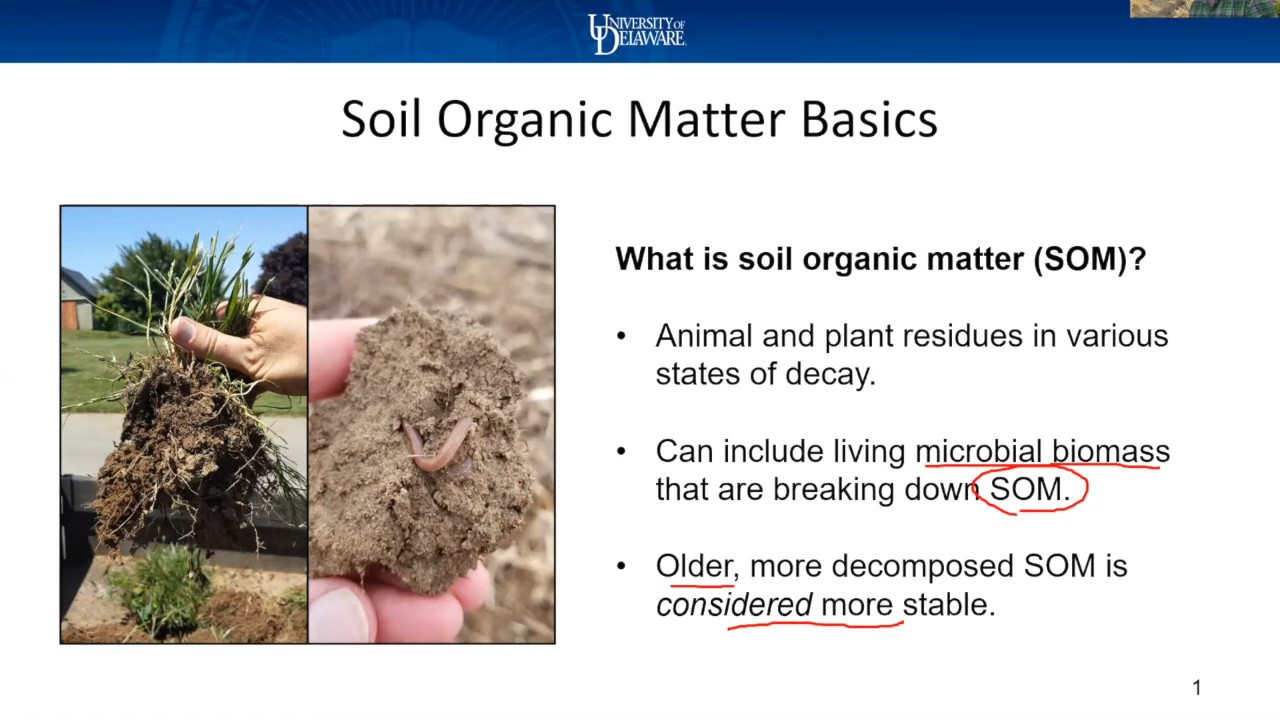 UNIVERSITY OF
DELAWARE
Soil Organic Matter Basics
What is soil organic matter (SOM)?
• Animal and plant residues in various
states of decay.
• Can include living microbial biomass
that are breaking down SOM.
• Older, more decomposed SOM is
considered more stable.
1